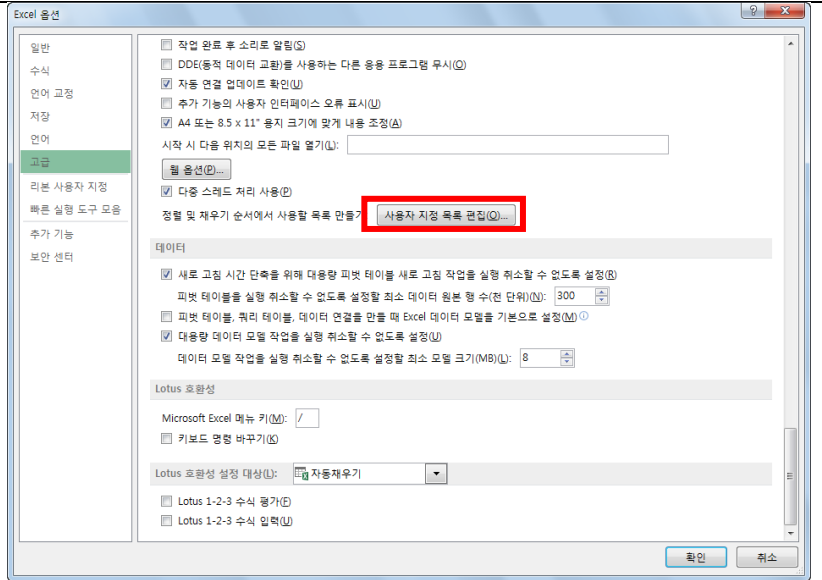 Excel 옵션
일반
수식
언어 교정
저장
언어
고급
리본 사용자 지정
빠른 실행 도구 모음
추가 기능
보안 센터
작업 완료 후 소리로 알림(S)
DDE(동적 데이터 교환)를 사용하는 다른 응용 프로그램 무시(O)
자동 연결 업데이트 확인(U)
추가 기능의 사용자 인터페이스 오류 표시(U)
A4 또는 8.5 x 11" 용지 크기에 맞게 내용 조정(A)
시작 시 다음 위치의 모든 파일 열기(L):
웹 옵션(P)...
다중 스레드 처리 사용(P)
정렬 및 채우기 순서에서 사용할 목록 만들기 사용자 지정 목록 편집(O)...
데이터
새로 고침 시간 단축을 위해 대용량 피벗 테이블 새로 고침 작업을 실행 취소할 수 없도록 설정(R)
피벗 테이블을 실행 취소할 수 없도록 설정할 최소 데이터 원본 행 수(천 단위)(N): 300
피벗 테이블, 쿼리 테이블, 데이터 연결을 만들 때 Excel 데이터 모델을 기본으로 설정(M)
대용량 데이터 모델 작업을 실행 취소할 수 없도록 설정(U)
데이터 모델 작업을 실행 취소할 수 없도록 설정할 최소 모델 크기(MB)(L): 8
Lotus 호환성
Microsoft Excel 메뉴 키(M): /
키보드 명령 바꾸기(K)
Lotus 호환성 설정 대상(L): 자동채우기
Lotus 1-2-3 수식 평가(F)
Lotus 1-2-3 수식 입력(U)
확인 취소